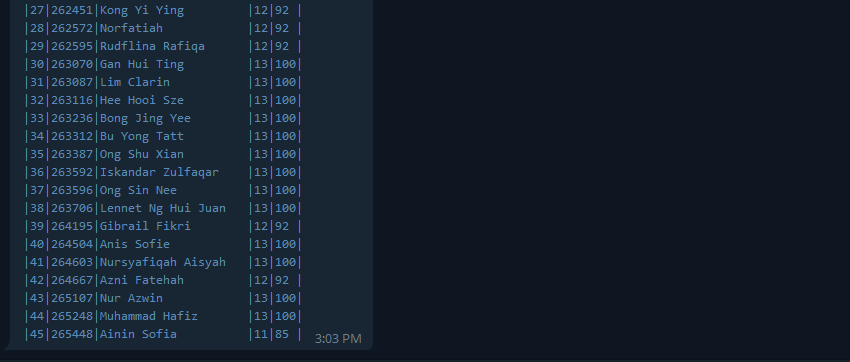 |27|262451|Kong Yi Ying         |12|92 |
|28|262572|Norfatiah            |12|92 |
|29|262595|Rudflina Rafiqa      |12|92 |
|30|263070|Gan Hui Ting         |13|100|
|31|263087|Lim Clarin           |13|100|
|32|263116|Hee Hooi Sze         |13|100|
|33|263236|Bong Jing Yee        |13|100|
|34|263312|Bu Yong Tatt         |13|100|
|35|263387|Ong Shu Xian         |13|100|
|36|263592|Iskandar Zulfaqar    |13|100|
|37|263596|Ong Sin Nee          |13|100|
|38|263706|Lennet Ng Hui Juan   |13|100|
|39|264195|Gibrail Fikri        |12|92 |
|40|264504|Anis Sofie           |13|100|
|41|264603|Nursyafiqah Aisyah   |13|100|
|42|264667|Azni Fatehah         |12|92 |
|43|265107|Nur Azwin            |13|100|
|44|265248|Muhammad Hafiz       |13|100|
|45|265448|Ainin Sofia          |11|85 |
3:03 PM